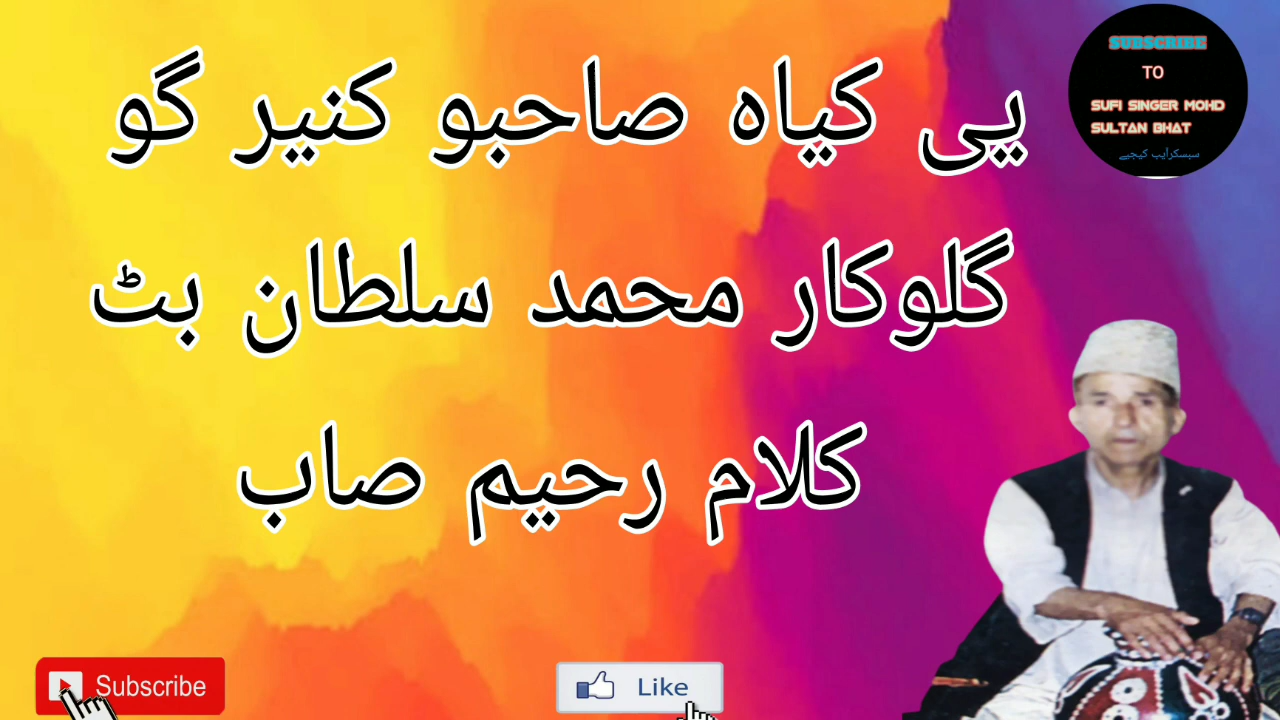 یی کیاہ صاحبو کنیر گو
گلوکار محمد سلطان بٹ
کلام رحیم صاب
SUBSCRIBE
TO
SUFI SINGER MOHD
SULTAN BHAT
سبسکرایب کیجیے
Subscribe
Like